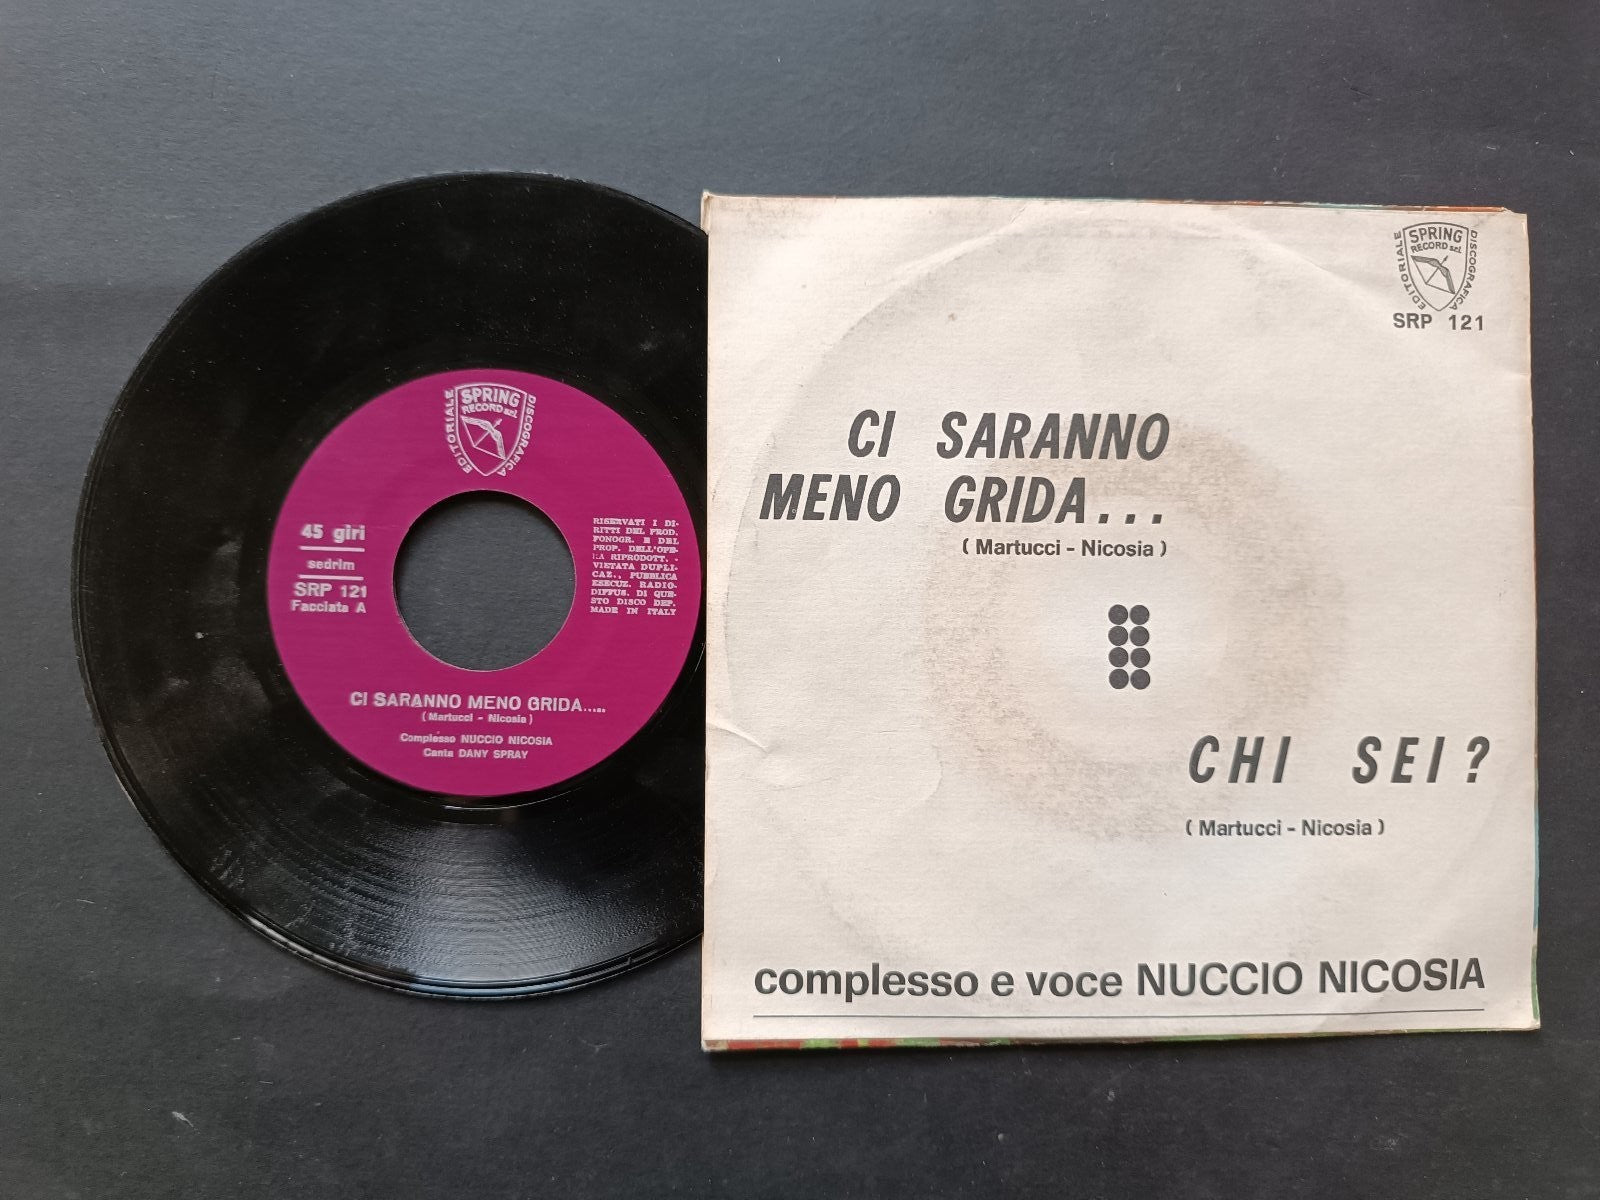 EDITORIALE
SPRING
RECORD srl.
DISCOGRAFICA
45 giri
sedrim
SRP 121
Facciata A
RISERVATI I DI-
RITTI DEL PROD.
FONOGR. E DEL
PROP. DELL'OPE-
RA RIPRODOTT. -
VIETATA DUPLI-
CAZ., PUBBLICA
ESECUZ. RADIO-
DIFFUS. DI QUE-
STO DISCO DEP.
MADE IN ITALY
CI SARANNO MENO GRIDA.....
(Martucci - Nicosia)
Complesso NUCCIO NICOSIA
Canta DANY SPRAY
EDITORIALE
SPRING
RECORD srl.
DISCOGRAFICA
SRP 121
CI SARANNO
MENO GRIDA...
( Martucci - Nicosia )
CHI SEI?
( Martucci - Nicosia )
complesso e voce NUCCIO NICOSIA